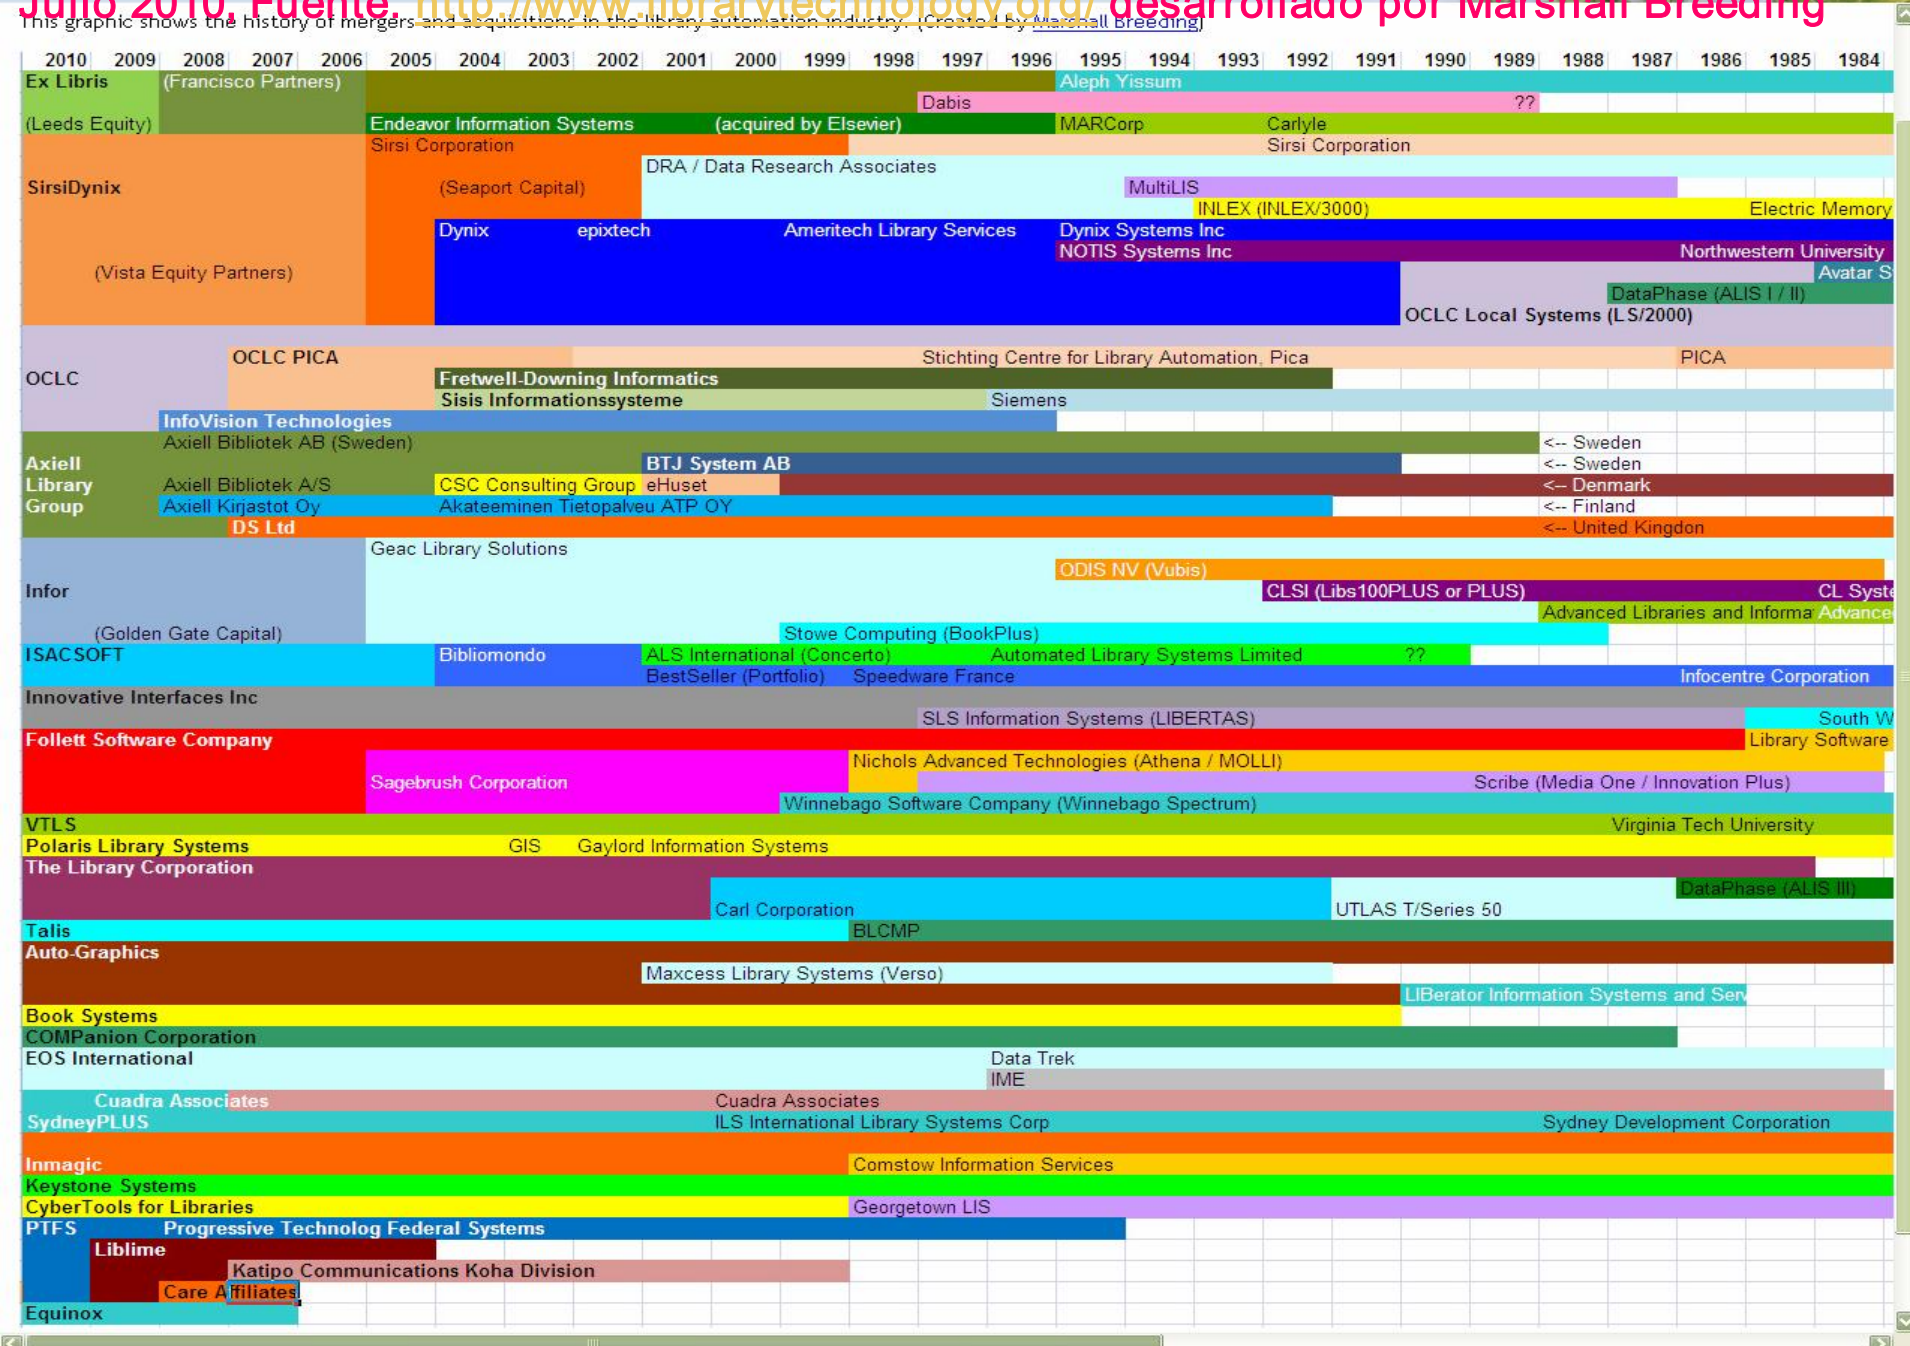 Julio 2010, Fuente. http://www.librarytechnology.org/ desarrollado por Marshall Breeding
This graphic shows the history of mergers and acquisitions in the library automation industry. (Created by Marshall Breeding)
2010 2009 2008 2007 2006 2005 2004 2003 2002 2001 2000 1999 1998 1997 1996 1995 1994 1993 1992 1991 1990 1989 1988 1987 1986 1985 1984
Ex Libris (Francisco Partners) Aleph Yissum
Dabis ??
(Leeds Equity) Endeavor Information Systems (acquired by Elsevier) MARCorp Carlyle
Sirsi Corporation Sirsi Corporation
DRA / Data Research Associates
SirsiDynix (Seaport Capital) MultiLIS
INLEX (INLEX/3000) Electric Memory
Dynix epixtech Ameritech Library Services Dynix Systems Inc
NOTIS Systems Inc Northwestern University
(Vista Equity Partners) Avatar S
DataPhase (ALIS I / II)
OCLC Local Systems (LS/2000)
OCLC PICA Stichting Centre for Library Automation, Pica PICA
OCLC Fretwell-Downing Informatics
Sisis Informationssysteme Siemens
InfoVision Technologies
Axiell Bibliotek AB (Sweden) <-- Sweden
Axiell BTJ System AB <-- Sweden
Library Axiell Bibliotek A/S CSC Consulting Group eHuset <-- Denmark
Group Axiell Kirjastot Oy Akateeminen Tietopalveu ATP OY <-- Finland
DS Ltd <-- United Kingdon
Geac Library Solutions
ODIS NV (Vubis)
Infor CLSI (Libs100PLUS or PLUS) CL Syste
Advanced Libraries and Informa Advance
(Golden Gate Capital) Stowe Computing (BookPlus)
ISACSOFT Bibliomondo ALS International (Concerto) Automated Library Systems Limited ??
BestSeller (Portfolio) Speedware France Infocentre Corporation
Innovative Interfaces Inc
SLS Information Systems (LIBERTAS) South W
Follett Software Company Library Software
Nichols Advanced Technologies (Athena / MOLLI)
Sagebrush Corporation Scribe (Media One / Innovation Plus)
Winnebago Software Company (Winnebago Spectrum)
VTLS Virginia Tech University
Polaris Library Systems GIS Gaylord Information Systems
The Library Corporation
DataPhase (ALIS III)
Carl Corporation UTLAS T/Series 50
Talis BLCMP
Auto-Graphics
Maxcess Library Systems (Verso)
LIBerator Information Systems and Serv
Book Systems
COMPanion Corporation
EOS International Data Trek
IME
Cuadra Associates Cuadra Associates
SydneyPLUS ILS International Library Systems Corp Sydney Development Corporation
Inmagic Comstow Information Services
Keystone Systems
CyberTools for Libraries Georgetown LIS
PTFS Progressive Technolog Federal Systems
Liblime
Katipo Communications Koha Division
Care Affiliates
Equinox